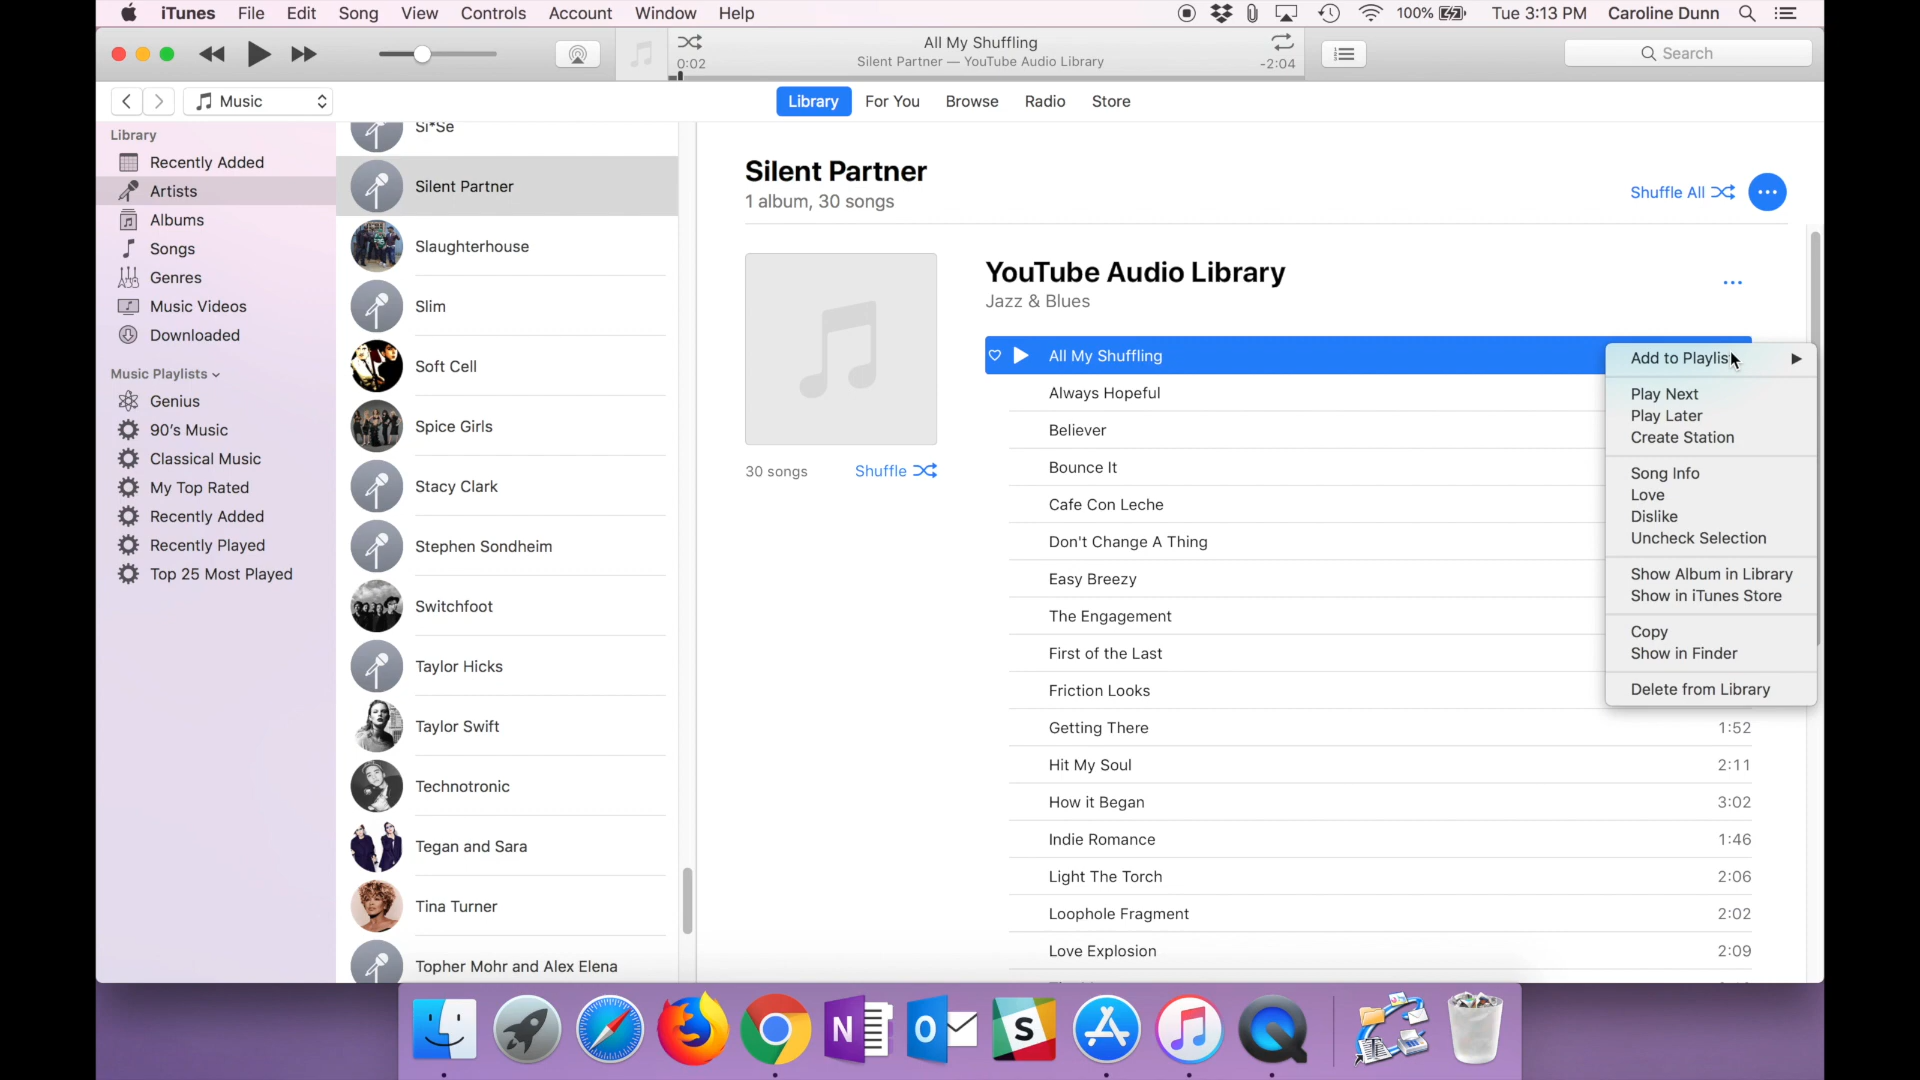 iTunes File Edit Song View Controls Account Window Help 100% Tue 3:13 PM Caroline Dunn
All My Shuffling
0:02 Silent Partner — YouTube Audio Library -2:04
Search
Music Library For You Browse Radio Store
Library
Recently Added
Artists
Albums
Songs
Genres
Music Videos
Downloaded
Music Playlists
Genius
90's Music
Classical Music
My Top Rated
Recently Added
Recently Played
Top 25 Most Played
Si*Se
Silent Partner
Slaughterhouse
Slim
Soft Cell
Spice Girls
Stacy Clark
Stephen Sondheim
Switchfoot
Taylor Hicks
Taylor Swift
Technotronic
Tegan and Sara
Tina Turner
Topher Mohr and Alex Elena
Silent Partner
1 album, 30 songs
Shuffle All
30 songs Shuffle
YouTube Audio Library
Jazz & Blues
All My Shuffling
Always Hopeful
Believer
Bounce It
Cafe Con Leche
Don't Change A Thing
Easy Breezy
The Engagement
First of the Last
Friction Looks
Getting There 1:52
Hit My Soul 2:11
How it Began 3:02
Indie Romance 1:46
Light The Torch 2:06
Loophole Fragment 2:02
Love Explosion 2:09
Add to Playlist
Play Next
Play Later
Create Station
Song Info
Love
Dislike
Uncheck Selection
Show Album in Library
Show in iTunes Store
Copy
Show in Finder
Delete from Library
N
O
S